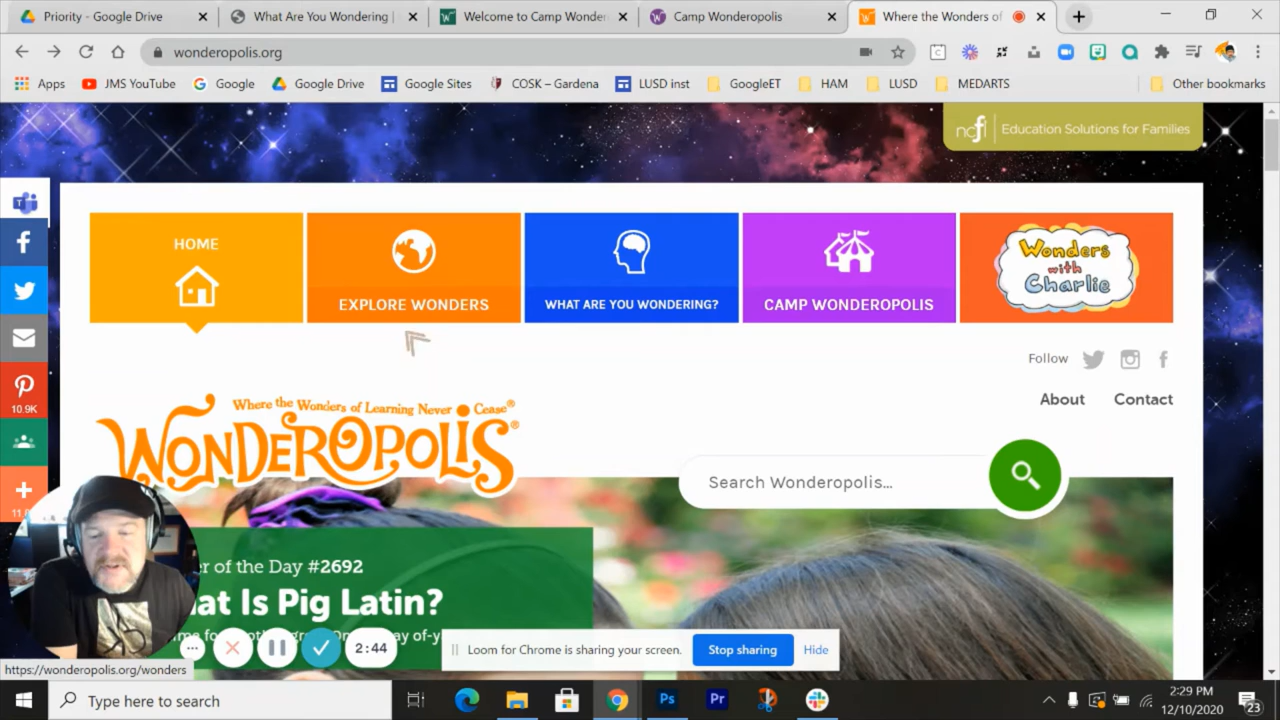 Priority - Google Drive
What Are You Wondering |
Welcome to Camp Wonder
Camp Wonderopolis
Where the Wonders of
wonderopolis.org
Apps
JMS YouTube
Google
Google Drive
Google Sites
COSK – Gardena
LUSD inst
GoogleET
HAM
LUSD
MEDARTS
Other bookmarks
ncfl Education Solutions for Families
HOME
EXPLORE WONDERS
WHAT ARE YOU WONDERING?
CAMP WONDEROPOLIS
Wonders
with
Charlie
Follow
About Contact
Where the Wonders of Learning Never Cease®
WONDEROPOLIS®
Search Wonderopolis...
10.9K
er of the Day #2692
at Is Pig Latin?
2:44
Loom for Chrome is sharing your screen.
Stop sharing
Hide
https://wonderopolis.org/wonders
Type here to search
Ps
Pr
2:29 PM
12/10/2020
23